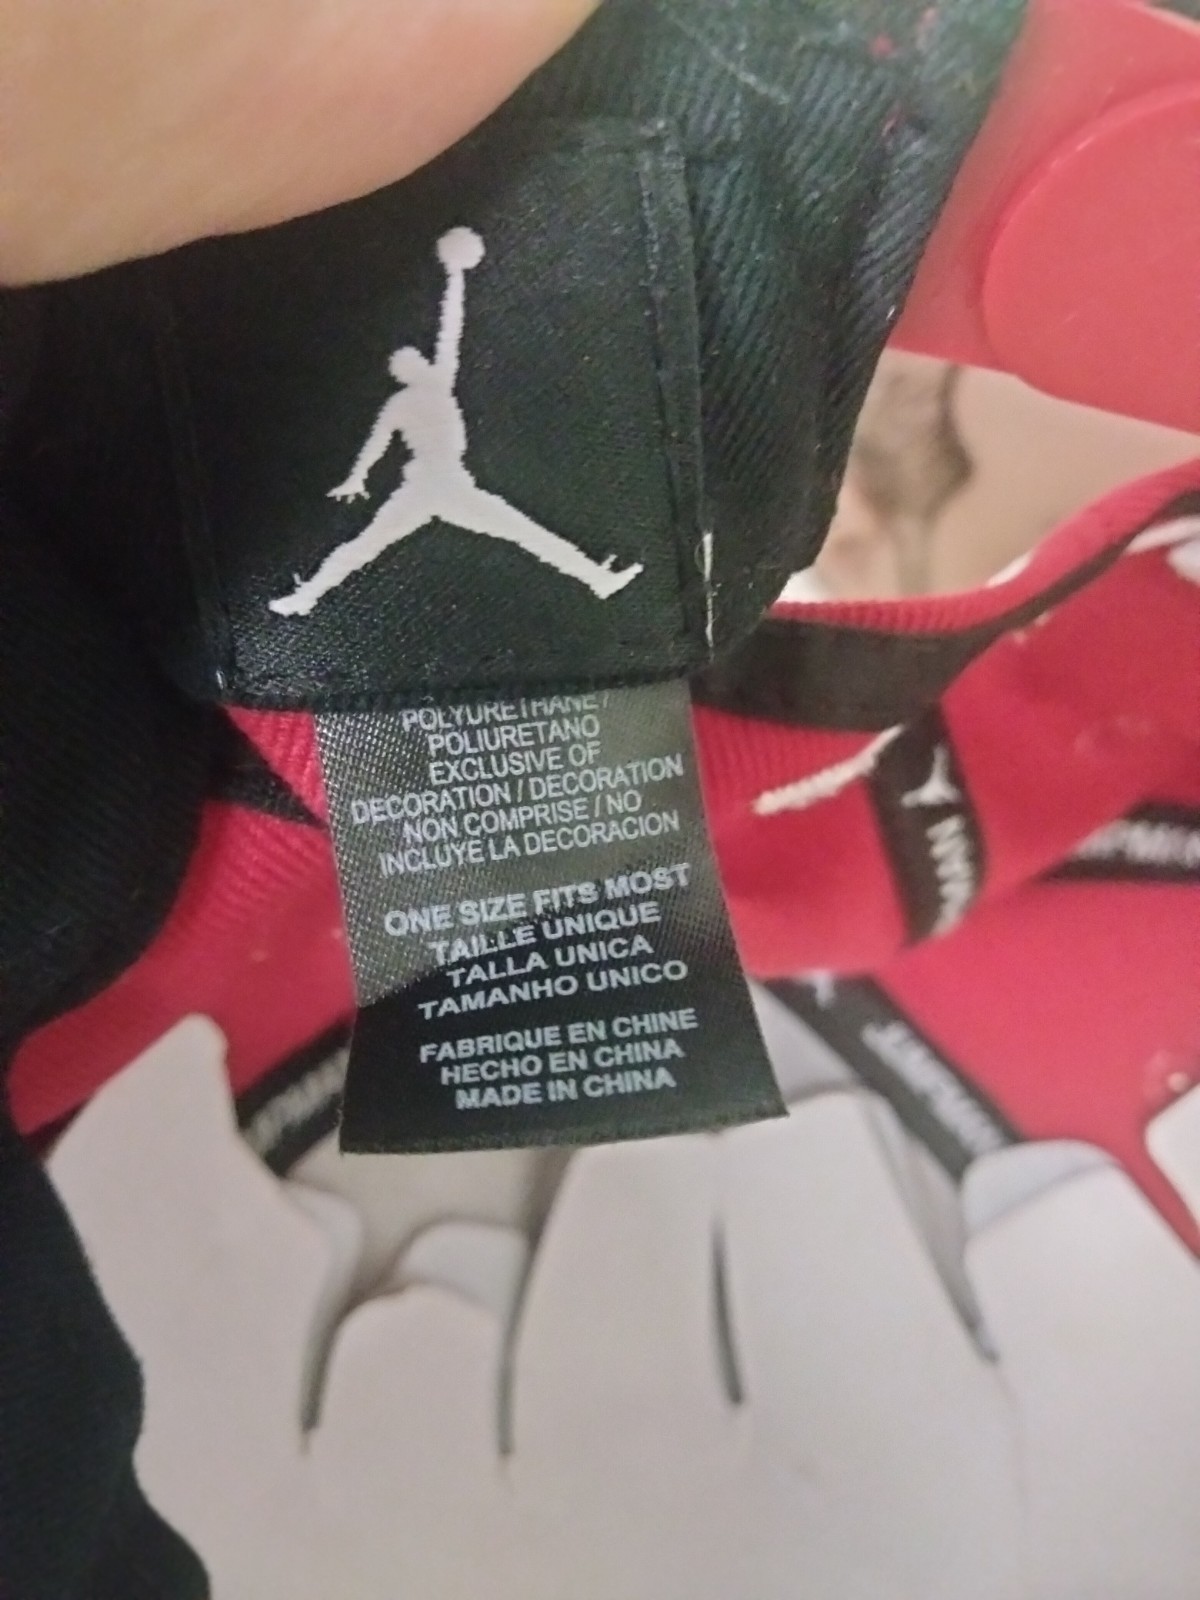 POLYURETHANE /
POLIURETANO
EXCLUSIVE OF
DECORATION / DECORATION
NON COMPRISE / NO
INCLUYE LA DECORACION
ONE SIZE FITS MOST
TAILLE UNIQUE
TALLA UNICA
TAMANHO UNICO
FABRIQUE EN CHINE
HECHO EN CHINA
MADE IN CHINA